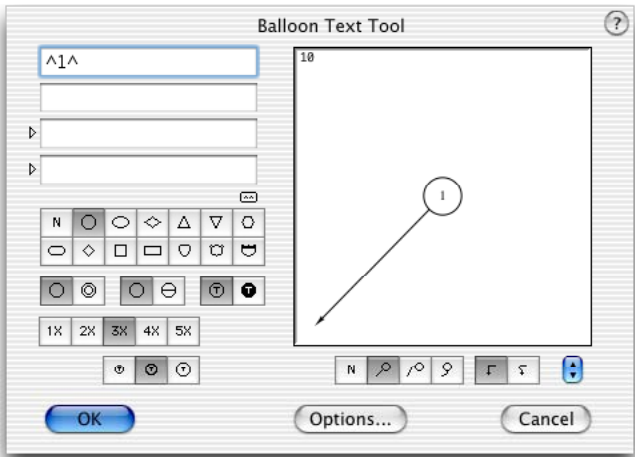 Balloon Text Tool
?
^1^
10
1
N
T T
1X 2X 3X 4X 5X
T T T
N
OK
Options...
Cancel